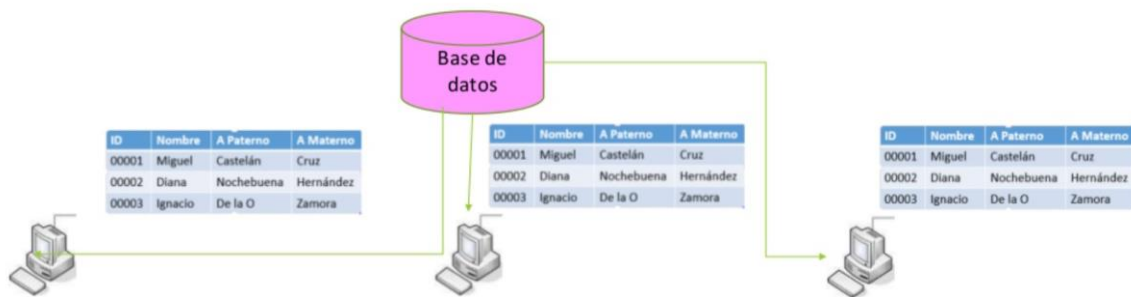 Base de
datos
ID Nombre A Paterno A Materno
00001 Miguel Castelán Cruz
00002 Diana Nochebuena Hernández
00003 Ignacio De la O Zamora
ID Nombre A Paterno A Materno
00001 Miguel Castelán Cruz
00002 Diana Nochebuena Hernández
00003 Ignacio De la O Zamora
ID Nombre A Paterno A Materno
00001 Miguel Castelán Cruz
00002 Diana Nochebuena Hernández
00003 Ignacio De la O Zamora